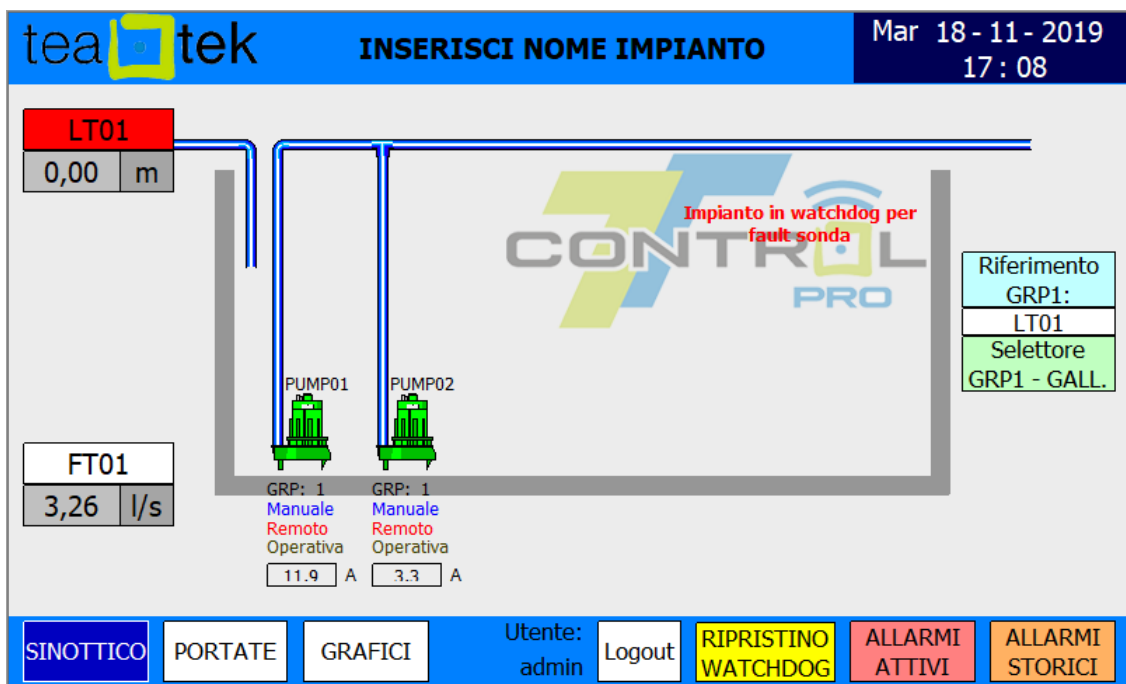 teatek
INSERISCI NOME IMPIANTO
Mar 18 - 11 - 2019
17 : 08
LT01
0,00 m
Impianto in watchdog per
fault sonda
T CONTROL
PRO
Riferimento
GRP1:
LT01
Selettore
GRP1 - GALL.
PUMP01 PUMP02
FT01
3,26 l/s
GRP: 1 GRP: 1
Manuale Manuale
Remoto Remoto
Operativa Operativa
11.9 A 3.3 A
SINOTTICO
PORTATE
GRAFICI
Utente:
admin
Logout
RIPRISTINO
WATCHDOG
ALLARMI
ATTIVI
ALLARMI
STORICI